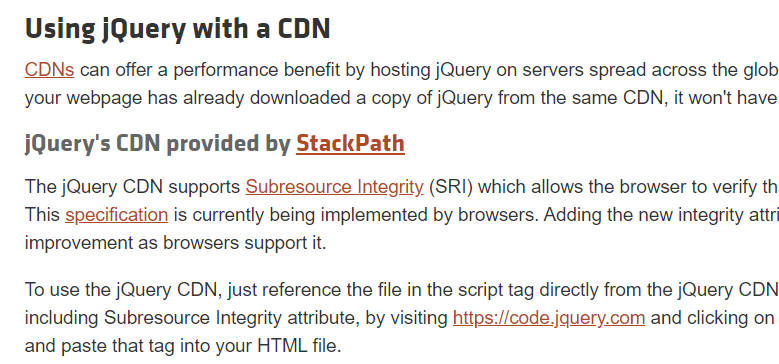 Using jQuery with a CDN
CDNs can offer a performance benefit by hosting jQuery on servers spread across the glob
your webpage has already downloaded a copy of jQuery from the same CDN, it won't have
jQuery's CDN provided by StackPath
The jQuery CDN supports Subresource Integrity (SRI) which allows the browser to verify th
This specification is currently being implemented by browsers. Adding the new integrity attri
improvement as browsers support it.
To use the jQuery CDN, just reference the file in the script tag directly from the jQuery CDN
including Subresource Integrity attribute, by visiting https://code.jquery.com and clicking on
and paste that tag into your HTML file.